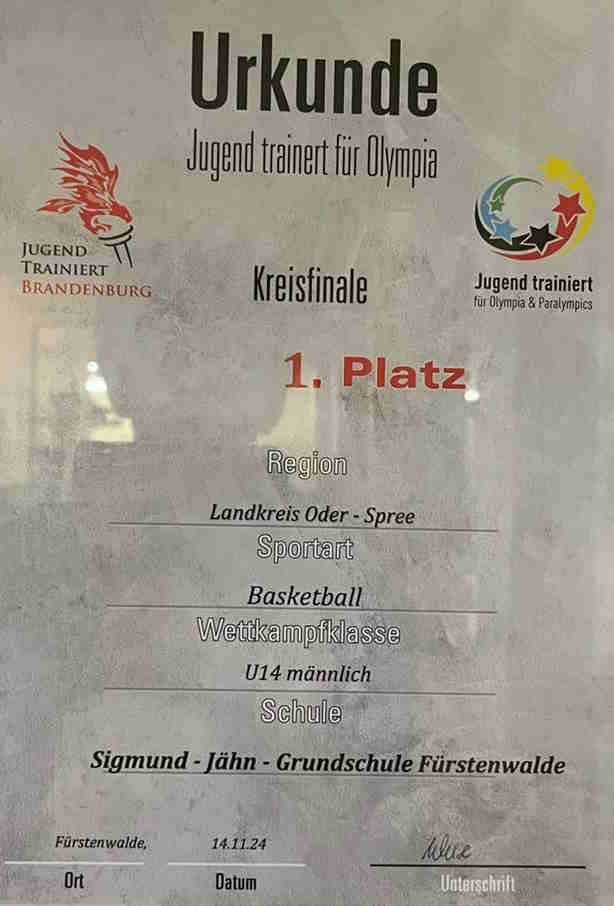 Urkunde
Jugend trainert für Olympia
JUGEND
TRAINIERT
BRANDENBURG
Jugend trainiert
für Olympia & Paralympics
Kreisfinale
1. Platz
Region
Landkreis Oder - Spree
Sportart
Basketball
Wettkampfklasse
U14 männlich
Schule
Sigmund - Jähn - Grundschule Fürstenwalde
Fürstenwalde, 14.11.24
Ort Datum Unterschrift